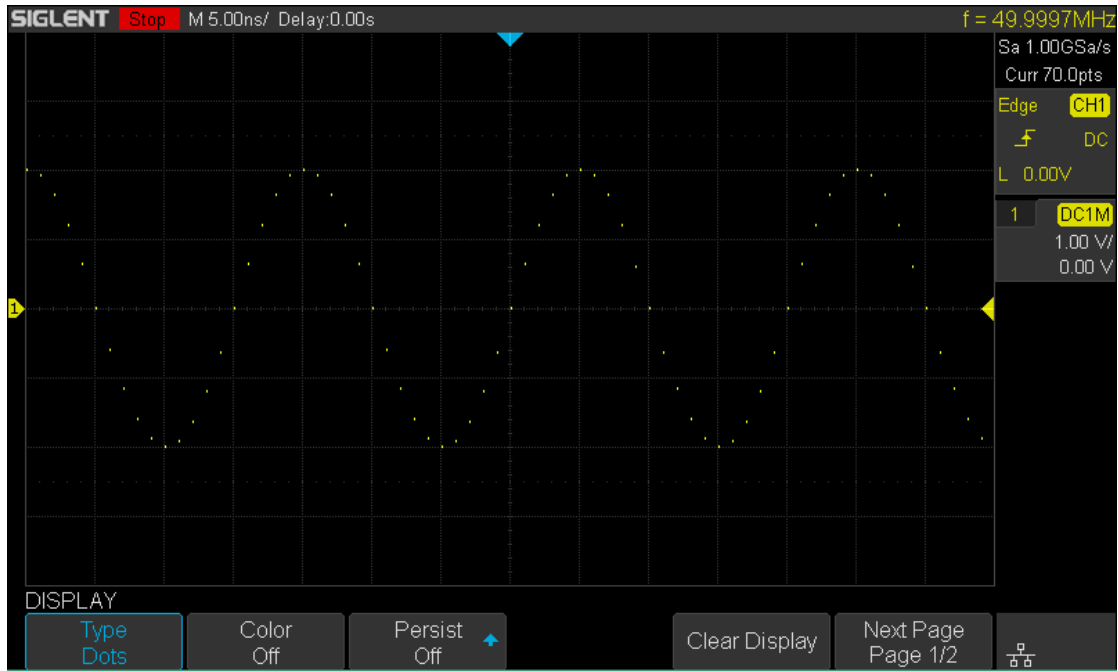 SIGLENT Stop M 5.00ns/ Delay:0.00s f = 49.9997MHz
Sa 1.00GSa/s
Curr 70.0pts
Edge CH1
DC
L 0.00V
1 DC1M
1.00 V/
0.00 V
1
DISPLAY
Type
Dots
Color
Off
Persist
Off
Clear Display
Next Page
Page 1/2